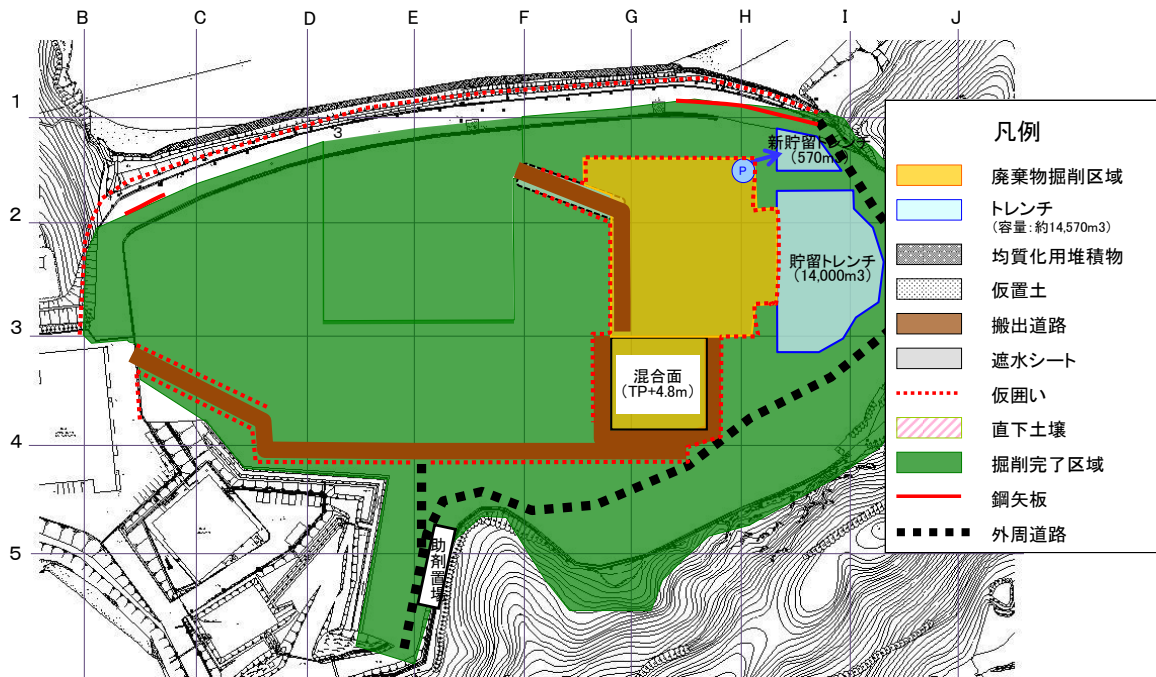 B C D E F G H I J
1
2
3
4
5
3
新貯留トレンチ
（570m
P
貯留トレンチ
（14,000m3）
混合面
（TP+4.8m）
助剤置場
凡例
廃棄物掘削区域
トレンチ
（容量：約14,570m3）
均質化用堆積物
仮置土
搬出道路
遮水シート
仮囲い
直下土壌
掘削完了区域
鋼矢板
外周道路